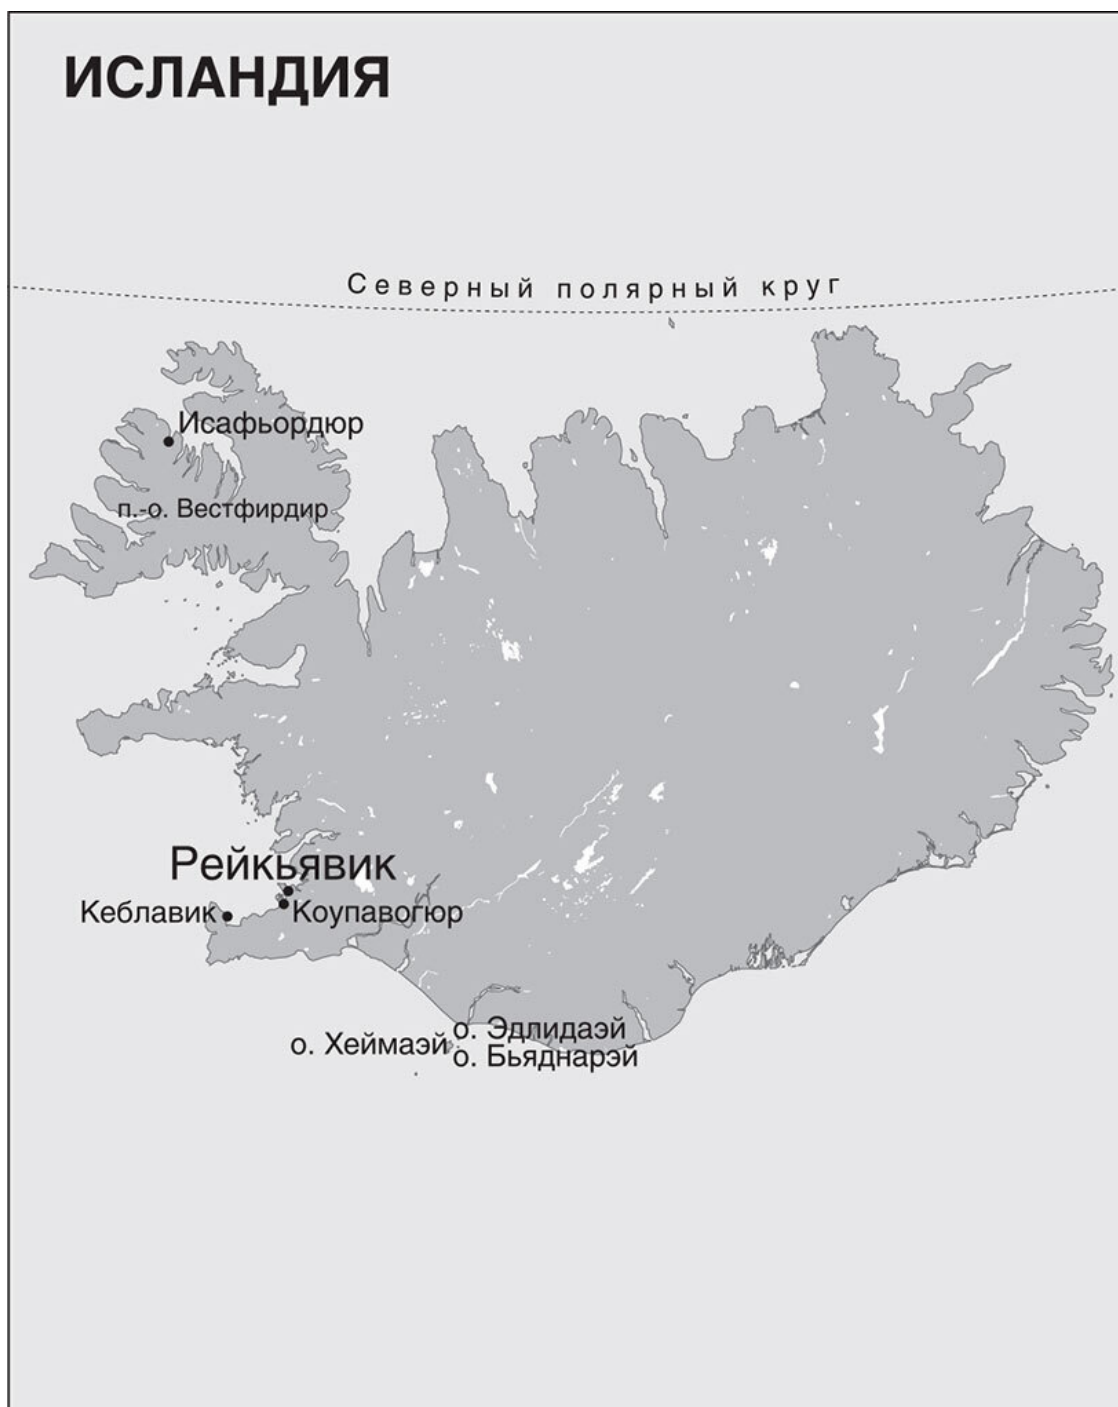 ИСЛАНДИЯ
Северный полярный круг
Исафьордюр
п.-о. Вестфирдир
Рейкьявик
Кеблавик
Коупавогюр
о. Эдлидаэй
о. Хеймаэй
о. Бьяднарэй